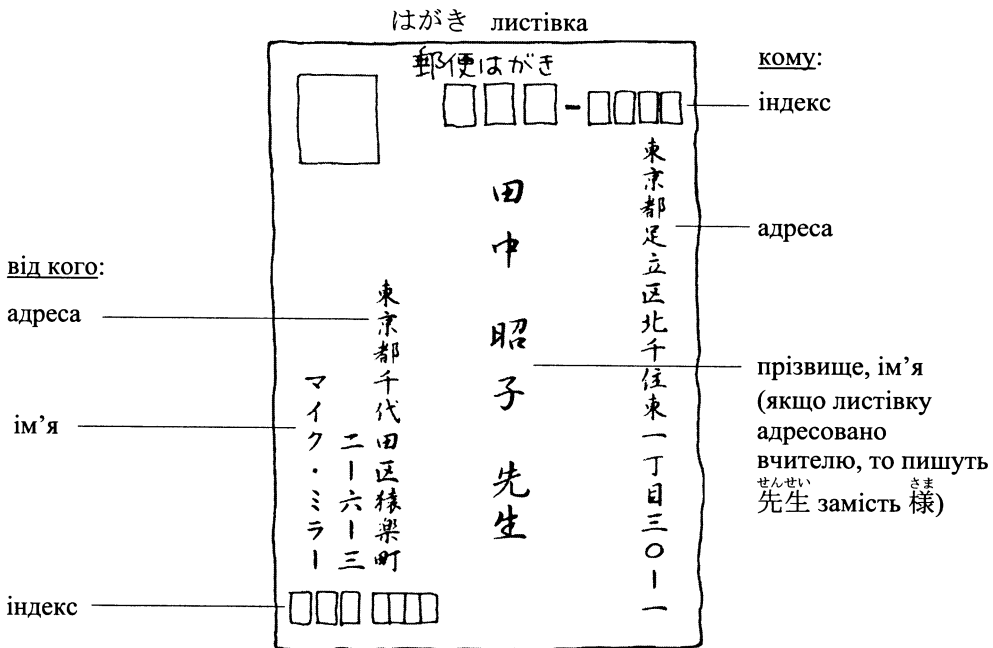 はがき листівка
郵便はがき
кому:
індекс
адреса
東京都足立区北千住東一丁目三〇ー一
田中 昭子 先生
прізвище, ім’я
(якщо листівку
адресовано
вчителю, то пишуть
せんせい さま
先生 замість 様)
від кого:
адреса
東京都千代田区猿楽町
二ー六ー三
ім’я
マイク・ミラー
індекс